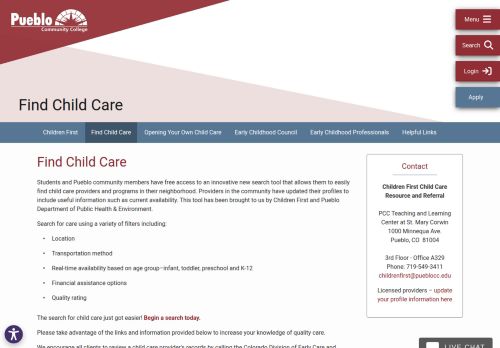 Pueblo
Community College
Menu
Search
Login
Apply
Find Child Care
Children First
Find Child Care
Opening Your Own Child Care
Early Childhood Council
Early Childhood Professionals
Helpful Links
Find Child Care
Students and Pueblo community members have free access to an innovative new search tool that allows them to easily
find child care providers and programs in their neighborhood. Providers in the community have updated their profiles to
include useful information such as current availability. This tool has been brought to us by Children First and Pueblo
Department of Public Health & Environment.
Search for care using a variety of filters including:
• Location
• Transportation method
• Real-time availability based on age group–infant, toddler, preschool and K-12
• Financial assistance options
• Quality rating
The search for child care just got easier! Begin a search today.
Please take advantage of the links and information provided below to increase your knowledge of quality care.
We encourage all clients to review a child care provider's records by calling the Colorado Division of Early Care and
Contact
Children First Child Care
Resource and Referral
PCC Teaching and Learning
Center at St. Mary Corwin
1000 Minnequa Ave.
Pueblo, CO 81004
3rd Floor - Office A329
Phone: 719-549-3411
childrenfirst@pueblocc.edu
Licensed providers – update
your profile information here
LIVE CHAT